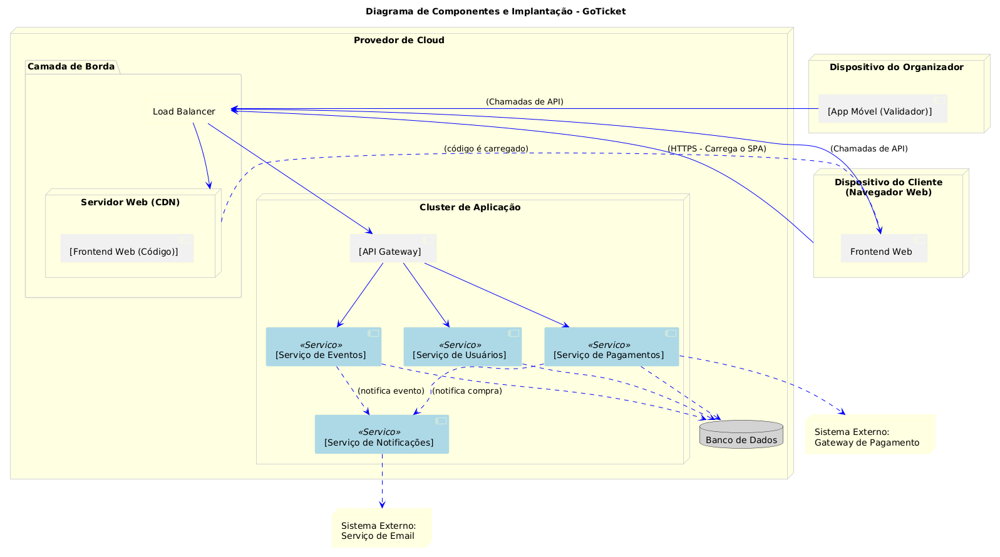 Diagrama de Componentes e Implantação - GoTicket
Provedor de Cloud
Camada de Borda
Dispositivo do Organizador
(Chamadas de API)
Load Balancer
[App Móvel (Validador)]
(código é carregado)
(HTTPS - Carrega o SPA)
(Chamadas de API)
Dispositivo do Cliente
(Navegador Web)
Servidor Web (CDN)
Cluster de Aplicação
[Frontend Web (Código)]
[API Gateway]
Frontend Web
«Servico»
[Serviço de Eventos]
«Servico»
[Serviço de Usuários]
«Servico»
[Serviço de Pagamentos]
(notifica evento)
(notifica compra)
«Servico»
[Serviço de Notificações]
Banco de Dados
Sistema Externo:
Gateway de Pagamento
Sistema Externo:
Serviço de Email